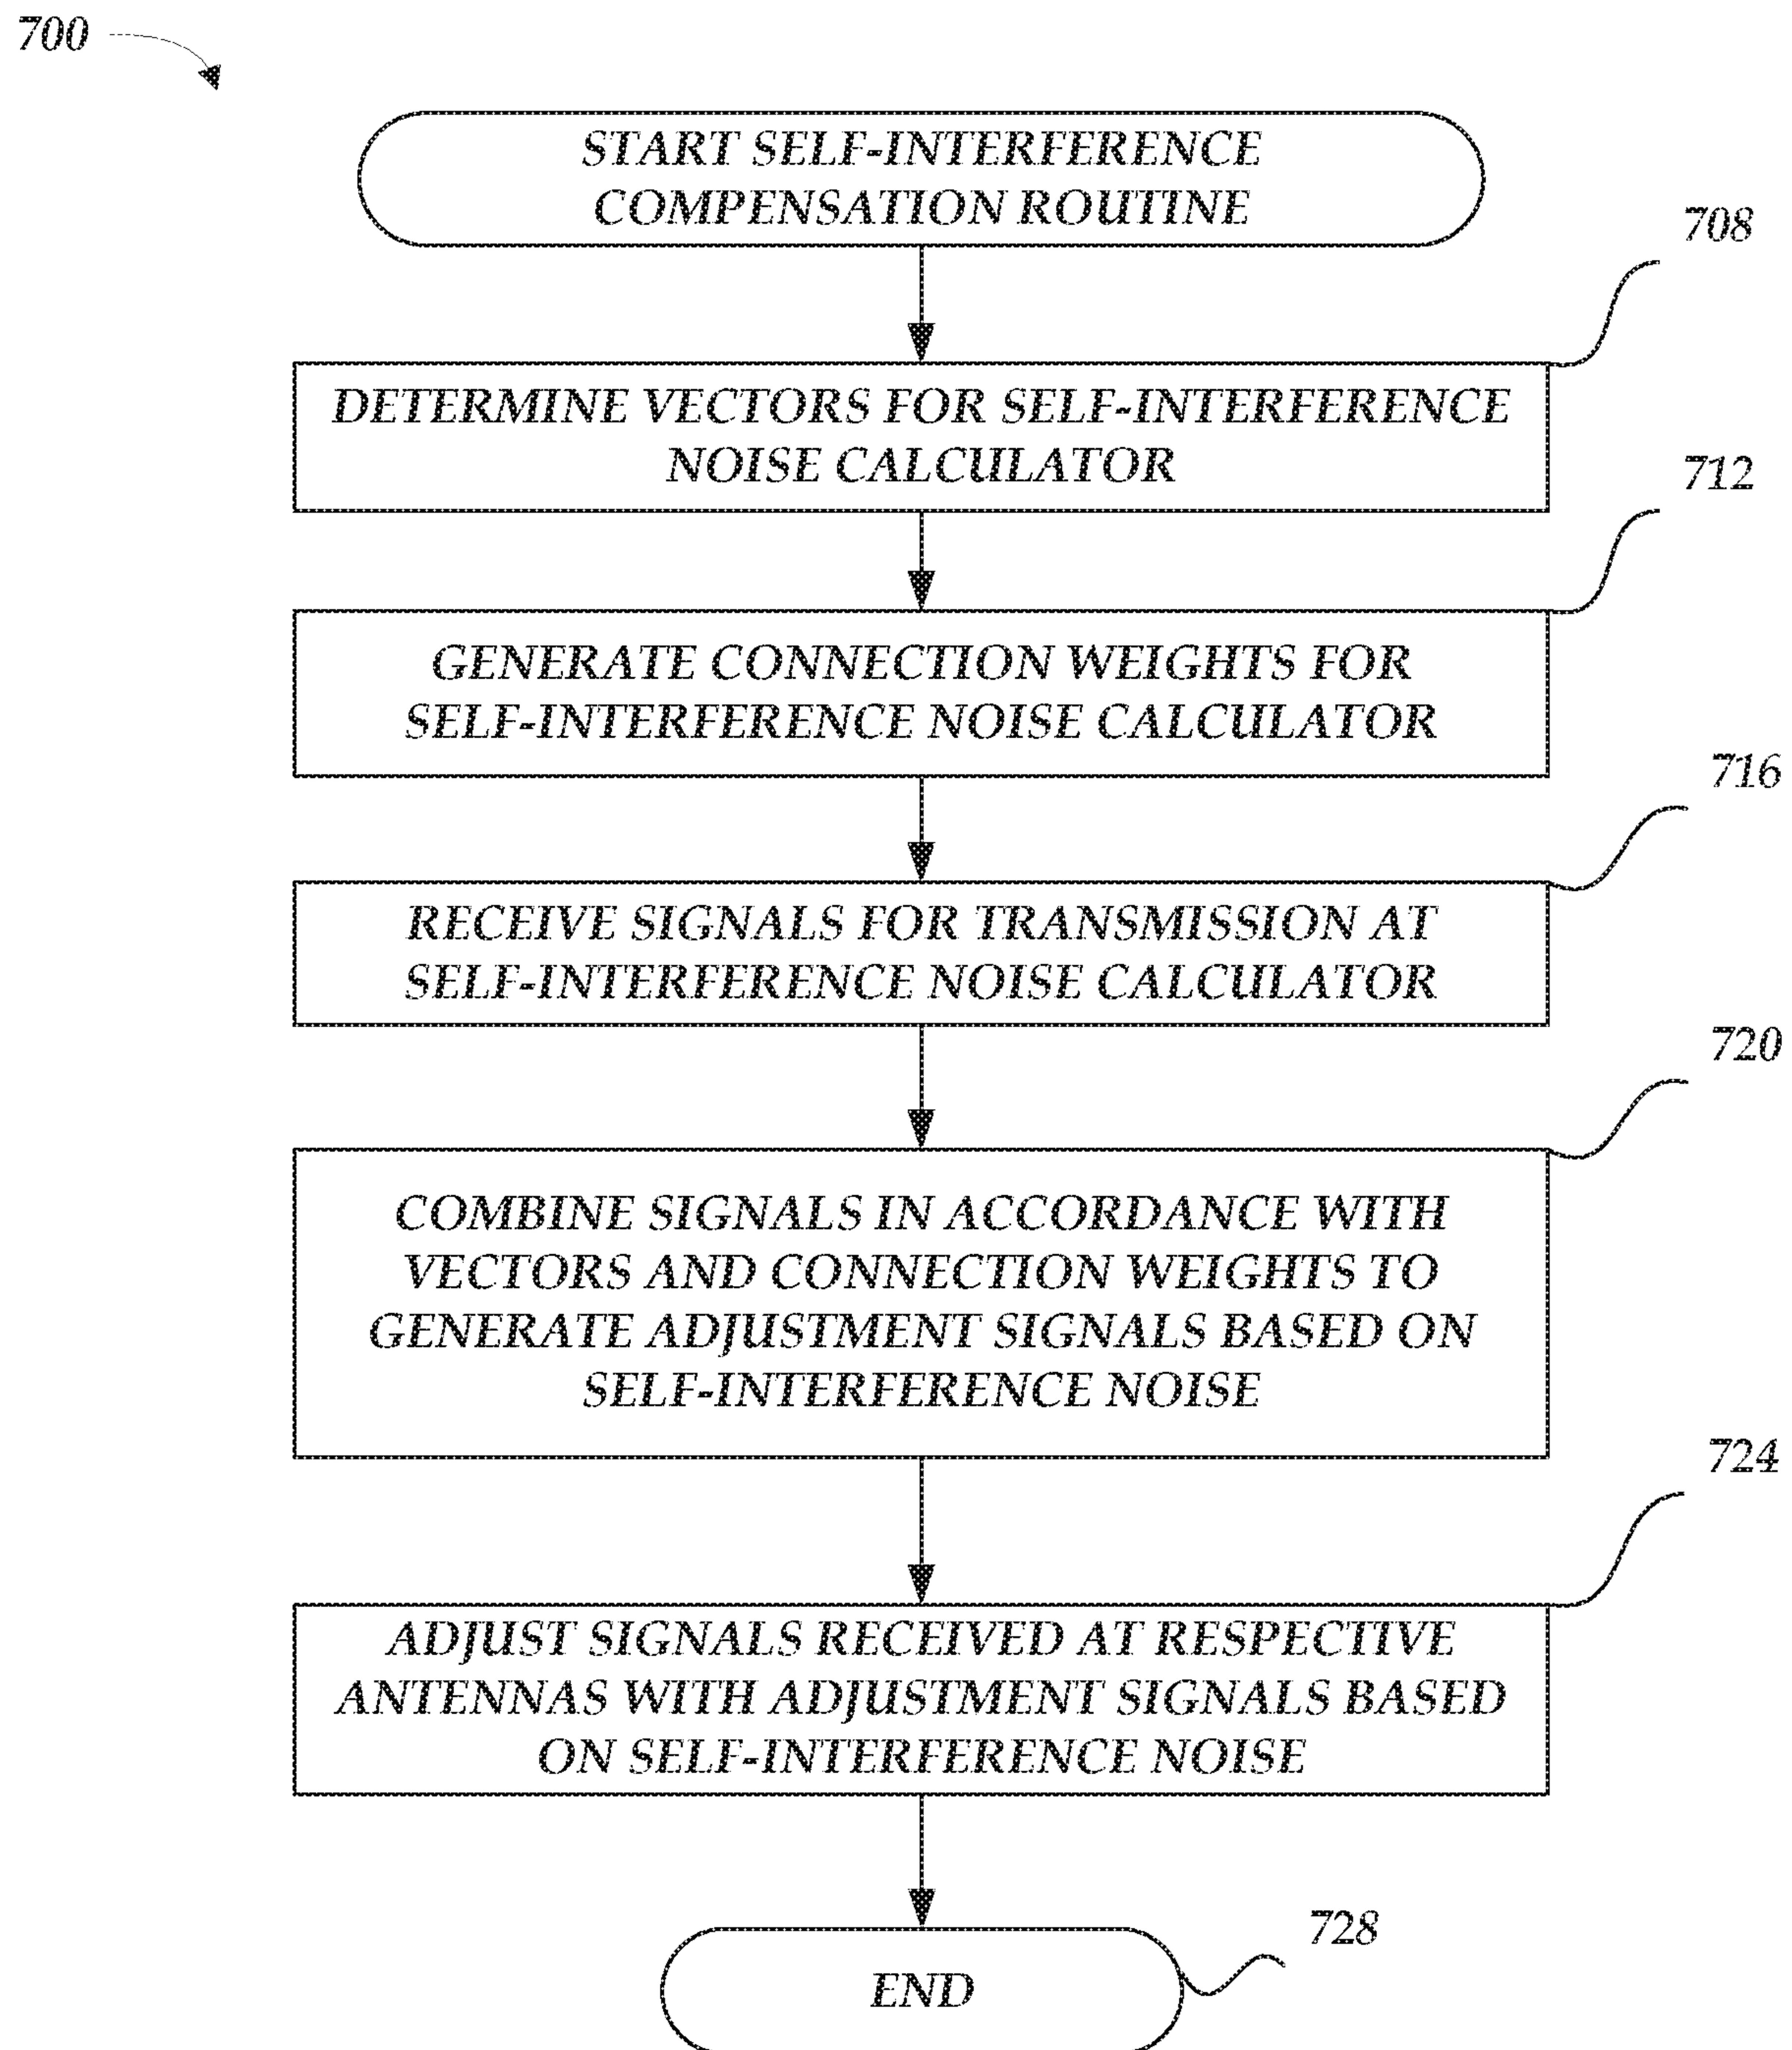 700
START SELF-INTERFERENCE
COMPENSATION ROUTINE
708
DETERMINE VECTORS FOR SELF-INTERFERENCE
NOISE CALCULATOR
712
GENERATE CONNECTION WEIGHTS FOR
SELF-INTERFERENCE NOISE CALCULATOR
716
RECEIVE SIGNALS FOR TRANSMISSION AT
SELF-INTERFERENCE NOISE CALCULATOR
720
COMBINE SIGNALS IN ACCORDANCE WITH
VECTORS AND CONNECTION WEIGHTS TO
GENERATE ADJUSTMENT SIGNALS BASED ON
SELF-INTERFERENCE NOISE
724
ADJUST SIGNALS RECEIVED AT RESPECTIVE
ANTENNAS WITH ADJUSTMENT SIGNALS BASED
ON SELF-INTERFERENCE NOISE
728
END